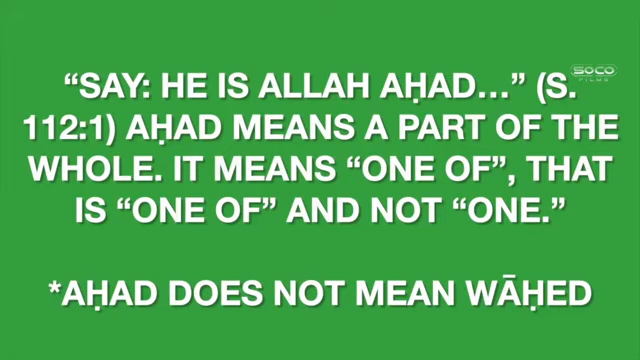 SOCO
FILMS
“SAY: HE IS ALLAH AḤAD...” (S.
112:1) AḤAD MEANS A PART OF THE
WHOLE. IT MEANS “ONE OF”, THAT
IS “ONE OF” AND NOT “ONE.”
*AḤAD DOES NOT MEAN WĀḤED